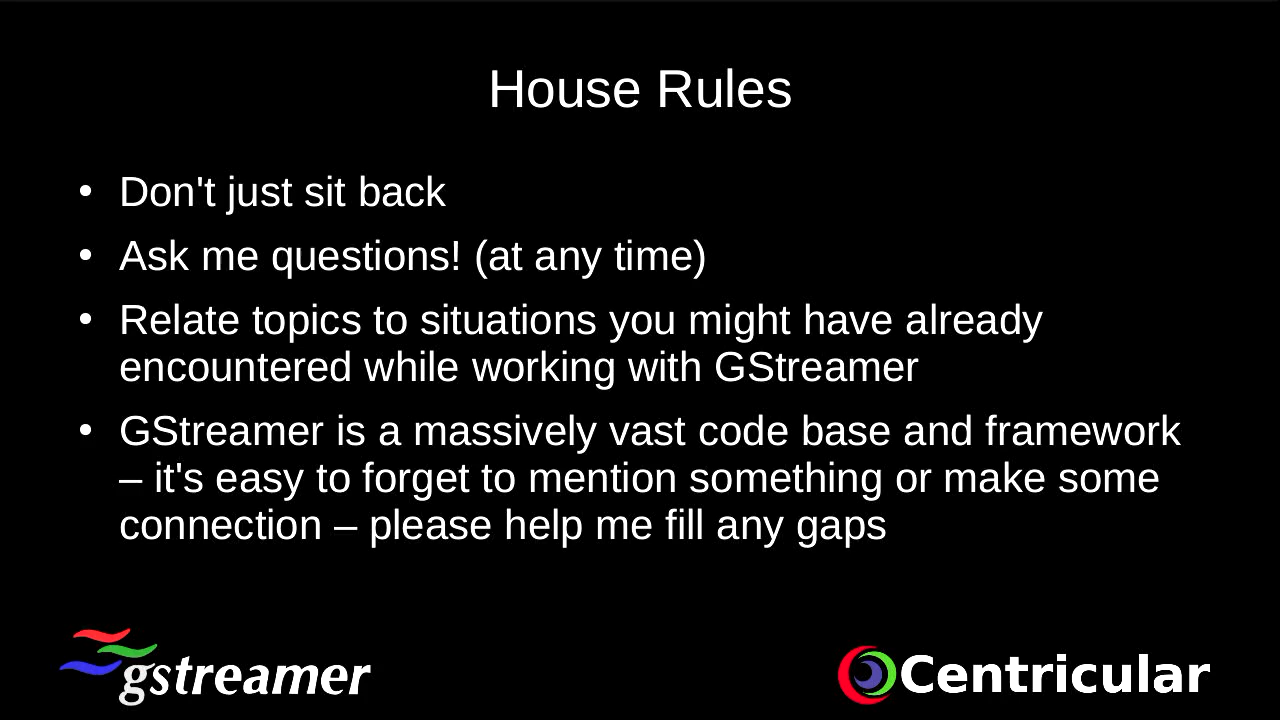 House Rules
• Don't just sit back
• Ask me questions! (at any time)
• Relate topics to situations you might have already
encountered while working with GStreamer
• GStreamer is a massively vast code base and framework
– it's easy to forget to mention something or make some
connection – please help me fill any gaps
gstreamer
Centricular